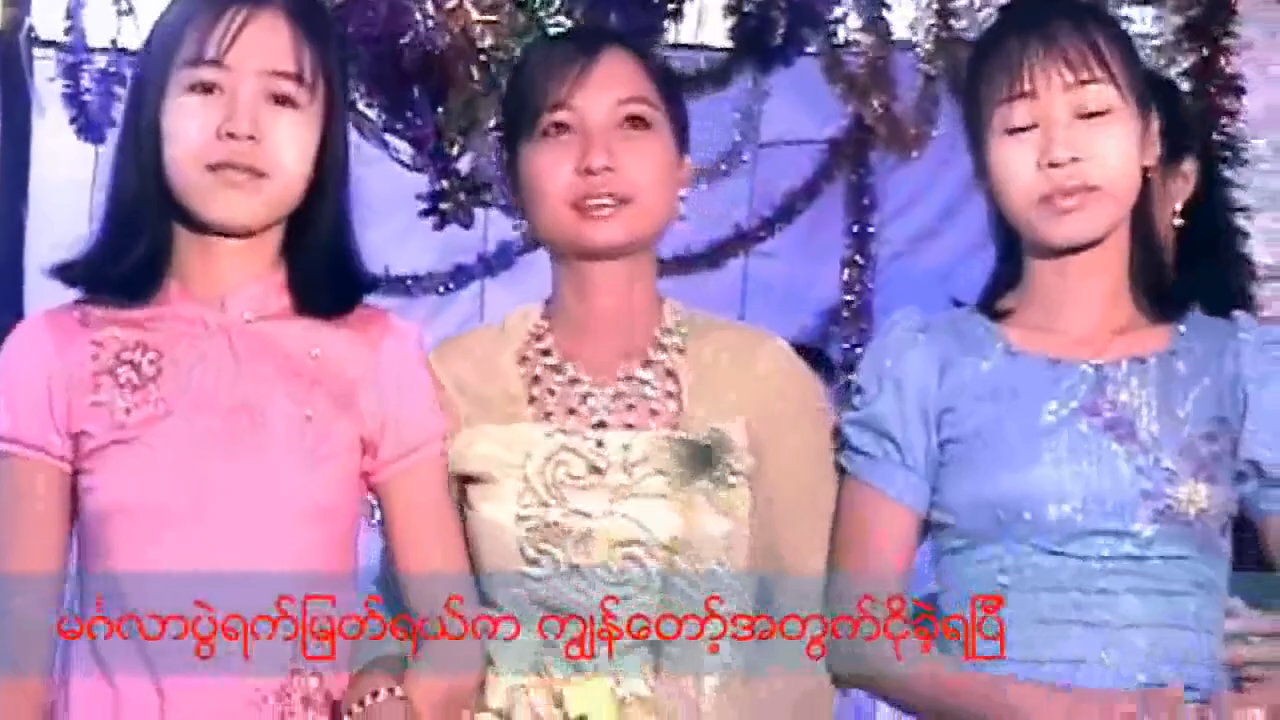 မင်္ဂလာပွဲရက်မြတ်ရယ်က ကျွန်တော့်အတွက်ငိုခဲ့ရပြီ